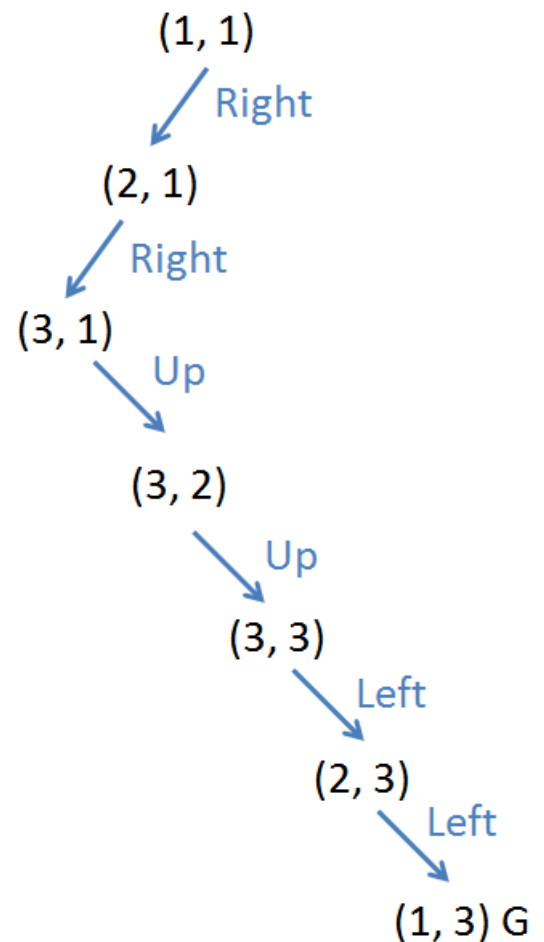 (1, 1)
Right
(2, 1)
Right
(3, 1)
Up
(3, 2)
Up
(3, 3)
Left
(2, 3)
Left
(1, 3) G